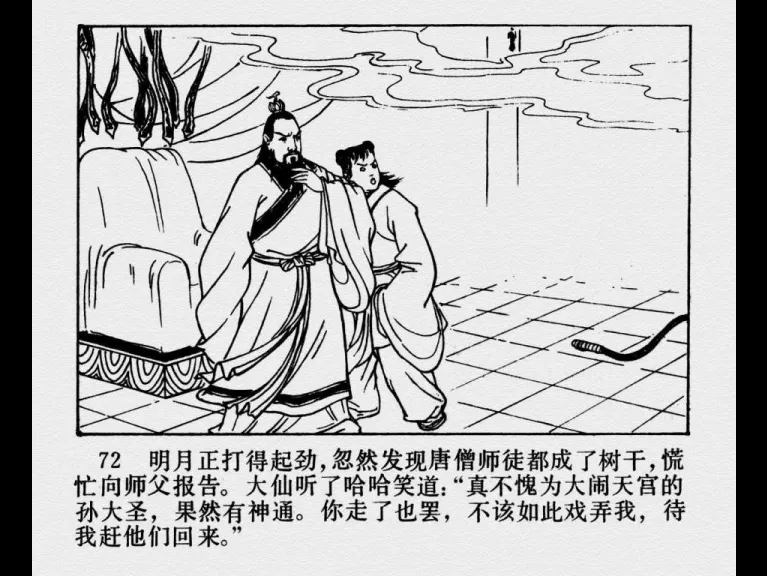 72 明月正打得起劲，忽然发现唐僧师徒都成了树干，慌
忙向师父报告。大仙听了哈哈笑道：“真不愧为大闹天宫的
孙大圣，果然有神通。你走了也罢，不该如此戏弄我，待
我赶他们回来。”